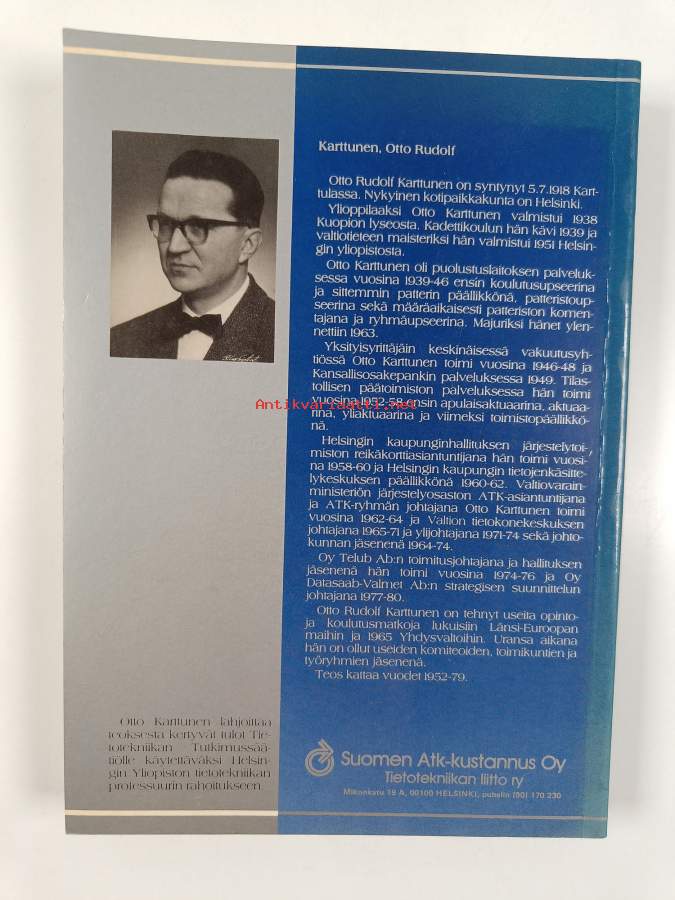 Karttunen, Otto Rudolf
Otto Rudolf Karttunen on syntynyt 5.7.1918 Kart-
tulassa. Nykyinen kotipaikkakunta on Helsinki.
Ylioppilaaksi Otto Karttunen valmistui 1938
Kuopion lyseosta. Kadettikoulun hän kävi 1939 ja
valtiotieteen maisteriksi hän valmistui 1951 Helsin-
gin yliopistosta.
Otto Karttunen oli puolustuslaitoksen palveluk-
sessa vuosina 1939-46 ensin koulutusupseerina
ja sittemmin patterin päällikkönä, patteristoup-
seerina sekä määräaikaisesti patteriston komen-
tajana ja ryhmäupseerina. Majuriksi hänet ylen-
nettiin 1963.
Yksityisyrittäjäin keskinäisessä vakuutusyh-
tiössä Otto Karttunen toimi vuosina 1946-48 ja
Kansallisosakepankin palveluksessa 1949. Tilas-
tollisen päätoimiston palveluksessa hän toimi
vuosina 1952-58 ensin apulaisaktuaarina, aktuaa-
rina, yliaktuaarina ja viimeksi toimistopäällikkö-
nä.
Helsingin kaupunginhallituksen järjestelytoi-
miston reikäkorttiasiantuntijana hän toimi vuosi-
na 1958-60 ja Helsingin kaupungin tietojenkäsitte-
lykeskuksen päällikkönä 1960-62. Valtiovarain-
ministeriön järjestelyosaston ATK-asiantuntijana
ja ATK-ryhmän johtajana Otto Karttunen toimi
vuosina 1962-64 ja Valtion tietokonekeskuksen
johtajana 1965-71 ja ylijohtajana 1971-74 sekä johto-
kunnan jäsenenä 1964-74.
Oy Telub Ab:n toimitusjohtajana ja hallituksen
jäsenenä hän toimi vuosina 1974-76 ja Oy
Datasaab-Valmet Ab:n strategisen suunnittelun
johtajana 1977-80.
Otto Rudolf Karttunen on tehnyt useita opinto-
ja koulutusmatkoja lukuisiin Länsi-Euroopan
maihin ja 1965 Yhdysvaltoihin. Uransa aikana
hän on ollut useiden komiteoiden, toimikuntien ja
työryhmien jäsenenä.
Teos kattaa vuodet 1952-79.
Antikvariaatti.net
Otto Karttunen lahjoittaa
teoksesta kertyvät tulot Tie-
totekniikan Tutkimussää-
tiölle käytettäväksi Helsin-
gin Yliopiston tietotekniikan
professuurin rahoitukseen.
Suomen Atk-kustannus Oy
Tietotekniikan liitto ry
Mikonkatu 19 A, 00100 HELSINKI, puhelin (90) 170 230